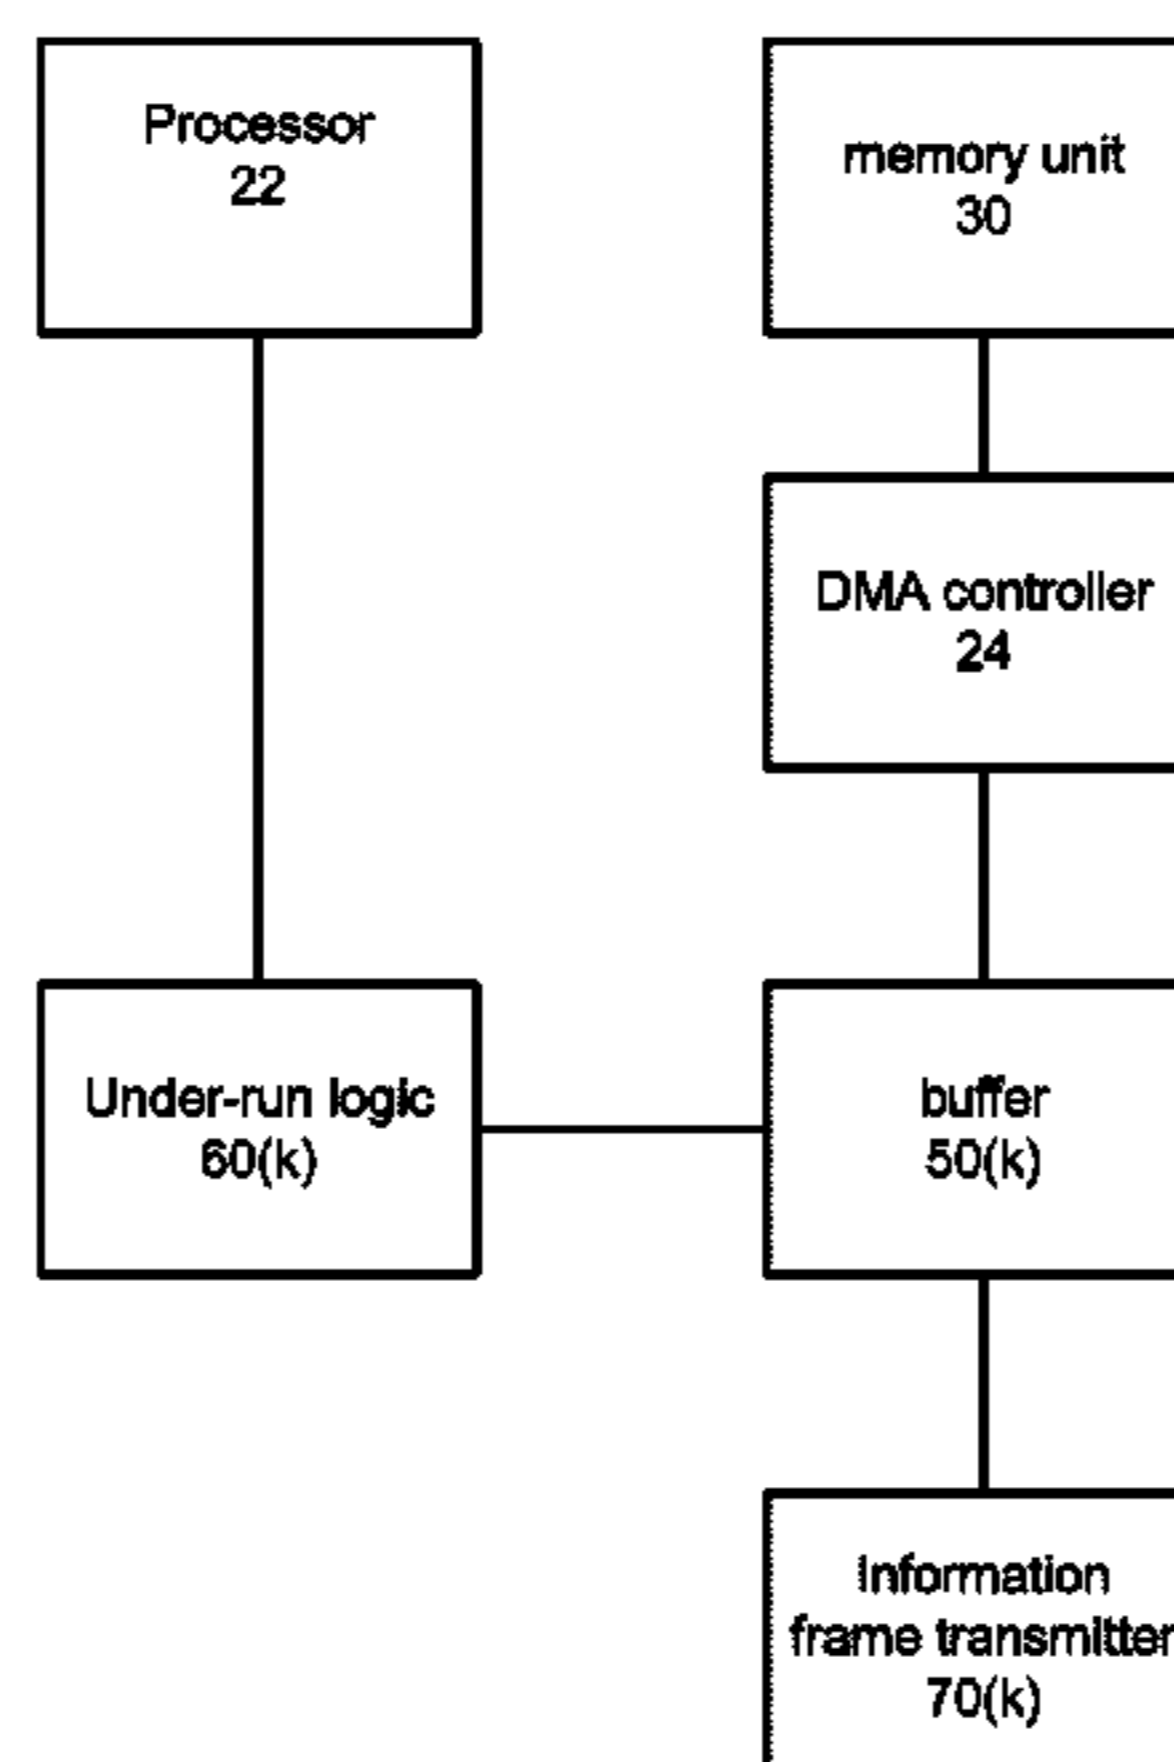 Processor
22
memory unit
30
DMA controller
24
Under-run logic
60(k)
buffer
50(k)
Information
frame transmitter
70(k)